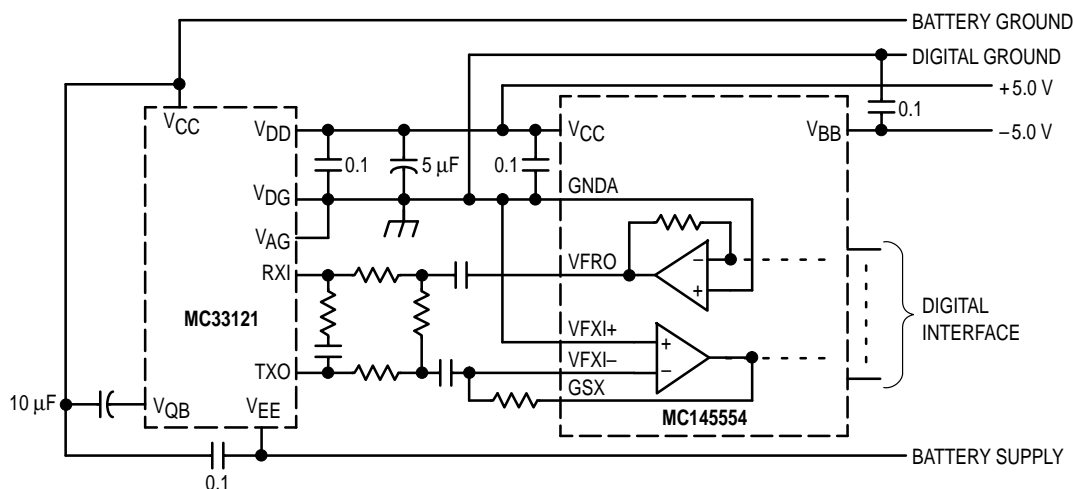 BATTERY GROUND
DIGITAL GROUND
+5.0 V
VCC
VDD
VCC
VBB
0.1
−5.0 V
0.1
5 µF
0.1
VDG
GNDA
VAG
RXI
VFRO
−
+
MC33121
DIGITAL
INTERFACE
VFXI+
+
TXO
VFXI−
−
GSX
10 µF
VQB
VEE
MC145554
BATTERY SUPPLY
0.1